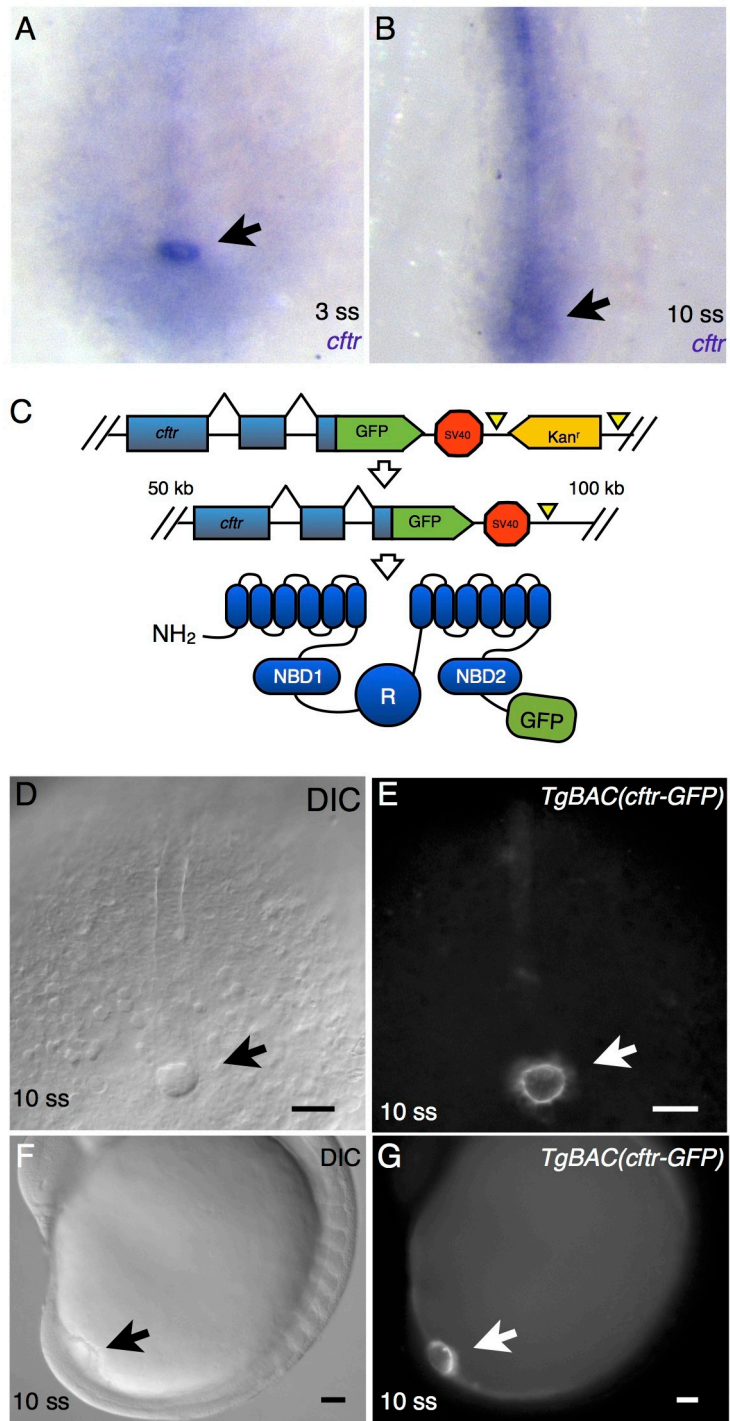 A
3 ss
cftr
B
10 ss
cftr
C
cftr
GFP
SV40
Kanʳ
50 kb
100 kb
cftr
GFP
SV40
NH₂
NBD1
R
NBD2
GFP
D
DIC
10 ss
E
TgBAC(cftr-GFP)
10 ss
F
DIC
10 ss
G
TgBAC(cftr-GFP)
10 ss